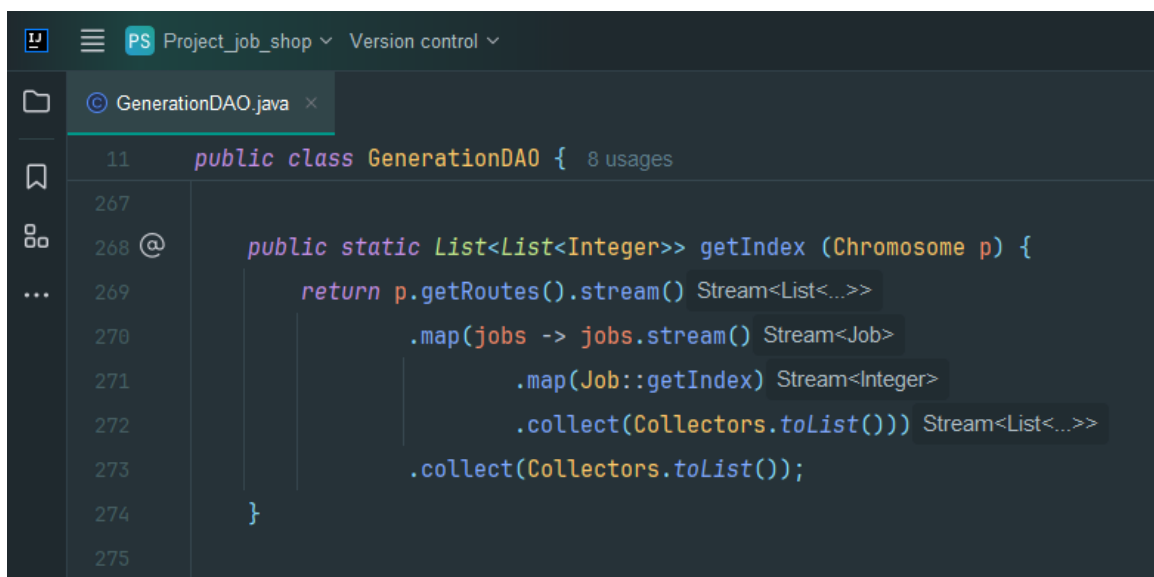 IJ PS Project_job_shop Version control
GenerationDAO.java ×
11 public class GenerationDAO { 8 usages
267
268 @ public static List<List<Integer>> getIndex (Chromosome p) {
269 return p.getRoutes().stream() Stream<List<...>>
270 .map(jobs -> jobs.stream() Stream<Job>
271 .map(Job::getIndex) Stream<Integer>
272 .collect(Collectors.toList())) Stream<List<...>>
273 .collect(Collectors.toList());
274 }
275